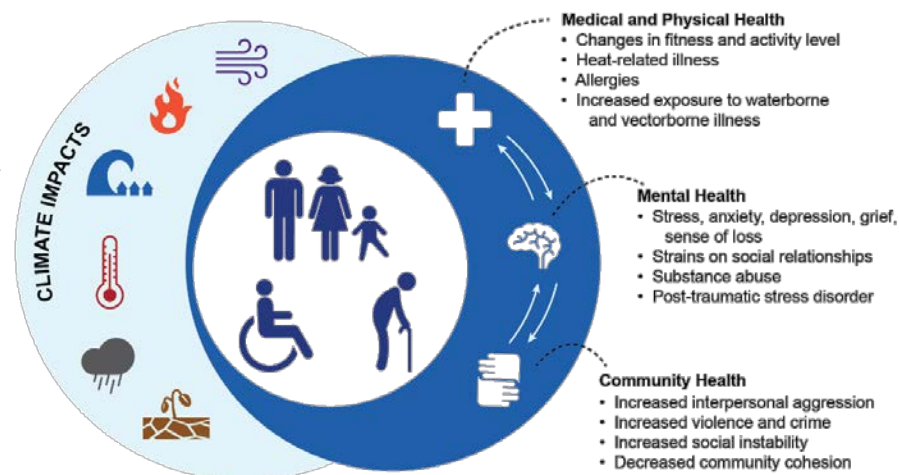 CLIMATE IMPACTS
Medical and Physical Health
• Changes in fitness and activity level
• Heat-related illness
• Allergies
• Increased exposure to waterborne
and vectorborne illness
Mental Health
• Stress, anxiety, depression, grief,
sense of loss
• Strains on social relationships
• Substance abuse
• Post-traumatic stress disorder
Community Health
• Increased interpersonal aggression
• Increased violence and crime
• Increased social instability
• Decreased community cohesion